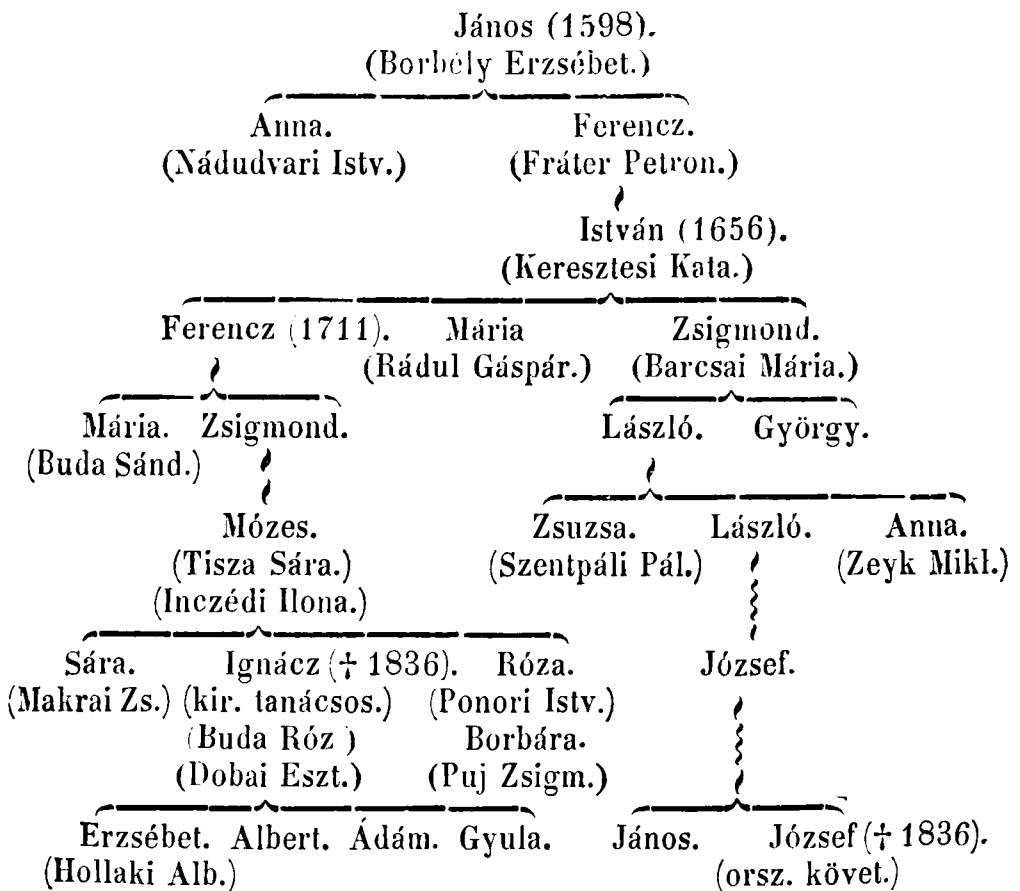 János (1598).
(Borbély Erzsébet.)
Anna. Ferencz.
(Nádudvari Istv.) (Fráter Petron.)
István (1656).
(Keresztesi Kata.)
Ferencz (1711). Mária Zsigmond.
(Rádul Gáspár.) (Barcsai Mária.)
Mária. Zsigmond. László. György.
(Buda Sánd.)
Mózes. Zsuzsa. László. Anna.
(Tisza Sára.) (Szentpáli Pál.) (Zeyk Mikl.)
(Inczédi Ilona.)
Sára. Ignácz († 1836). Róza. József.
(Makrai Zs.) (kir. tanácsos.) (Ponori Istv.)
(Buda Róz ) Borbára.
(Dobai Eszt.) (Puj Zsigm.)
Erzsébet. Albert. Ádám. Gyula. János. József († 1836).
(Hollaki Alb.) (orsz. követ.)